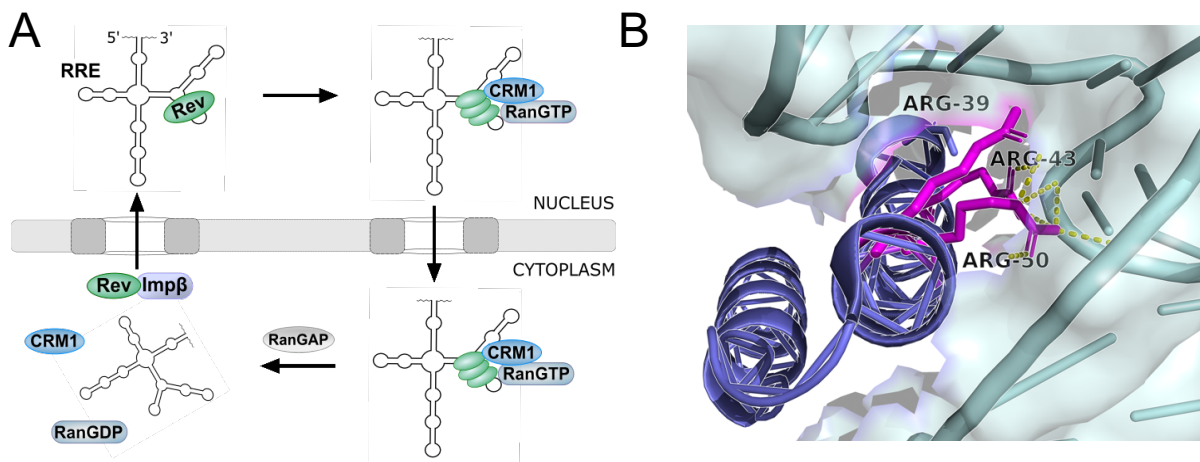 A
5' 3'
RRE
Rev
CRM1
RanGTP
NUCLEUS
CYTOPLASM
Rev Impβ
CRM1
RanGDP
RanGAP
CRM1
RanGTP
B
ARG-39
ARG-43
ARG-50